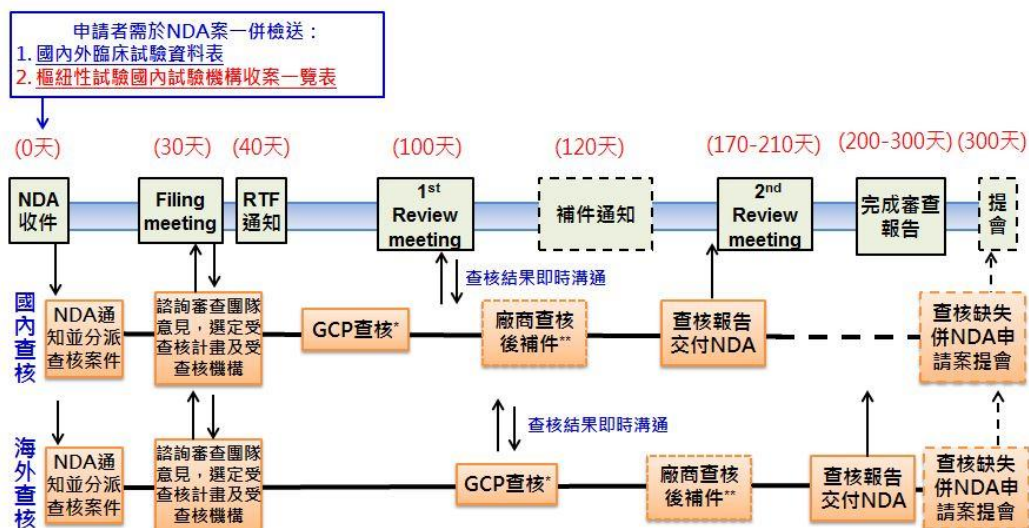 申請者需於NDA案一併檢送：
1. 國內外臨床試驗資料表
2. 樞紐性試驗國內試驗機構收案一覽表
(0天)
(30天)
(40天)
(100天)
(120天)
(170-210天)
(200-300天)
(300天)
NDA
收件
Filing
meeting
RTF
通知
1st
Review
meeting
補件通知
2nd
Review
meeting
完成審查
報告
提
會
查核結果即時溝通
國內查核
NDA通
知並分派
查核案件
諮詢審查團隊
意見，選定受
查核計畫及受
查核機構
GCP查核*
廠商查核
後補件**
查核報告
交付NDA
查核缺失
併NDA申
請案提會
查核結果即時溝通
海外查核
NDA通
知並分派
查核案件
諮詢審查團隊
意見，選定受
查核計畫及受
查核機構
GCP查核*
廠商查核
後補件**
查核報告
交付NDA
查核缺失
併NDA申
請案提會